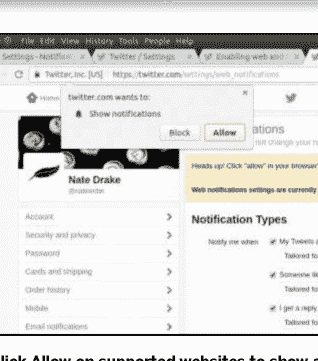 File Edit View History Tools People Help
Settings - Notificat Twitter / Settings Enabling web and
Twitter, Inc. [US] https://twitter.com/settings/web_notifications
Home
twitter.com wants to:
Show notifications
Block Allow
ations
not change your
Nate Drake
Heads up! Click "allow" in your browser
Web notifications settings are currently
Account
Security and privacy
Password
Cards and shipping
Order history
Mobile
Email notifications
Notification Types
Notify me when My Tweets
Tailored fo
Someone lik
Tailored fo
I get a reply
Tailored fo
lick Allow on supported websites to show